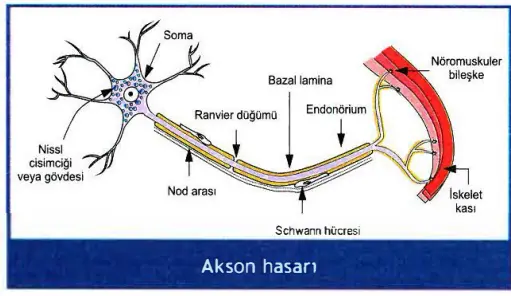 Soma
Nöromuskuler
bileşke
Bazal lamina
Ranvier düğümü
Endonörium
Nissl
cisimciği
veya gövdesi
Nod arası
İskelet
kası
Schwann hücresi
Akson hasarı